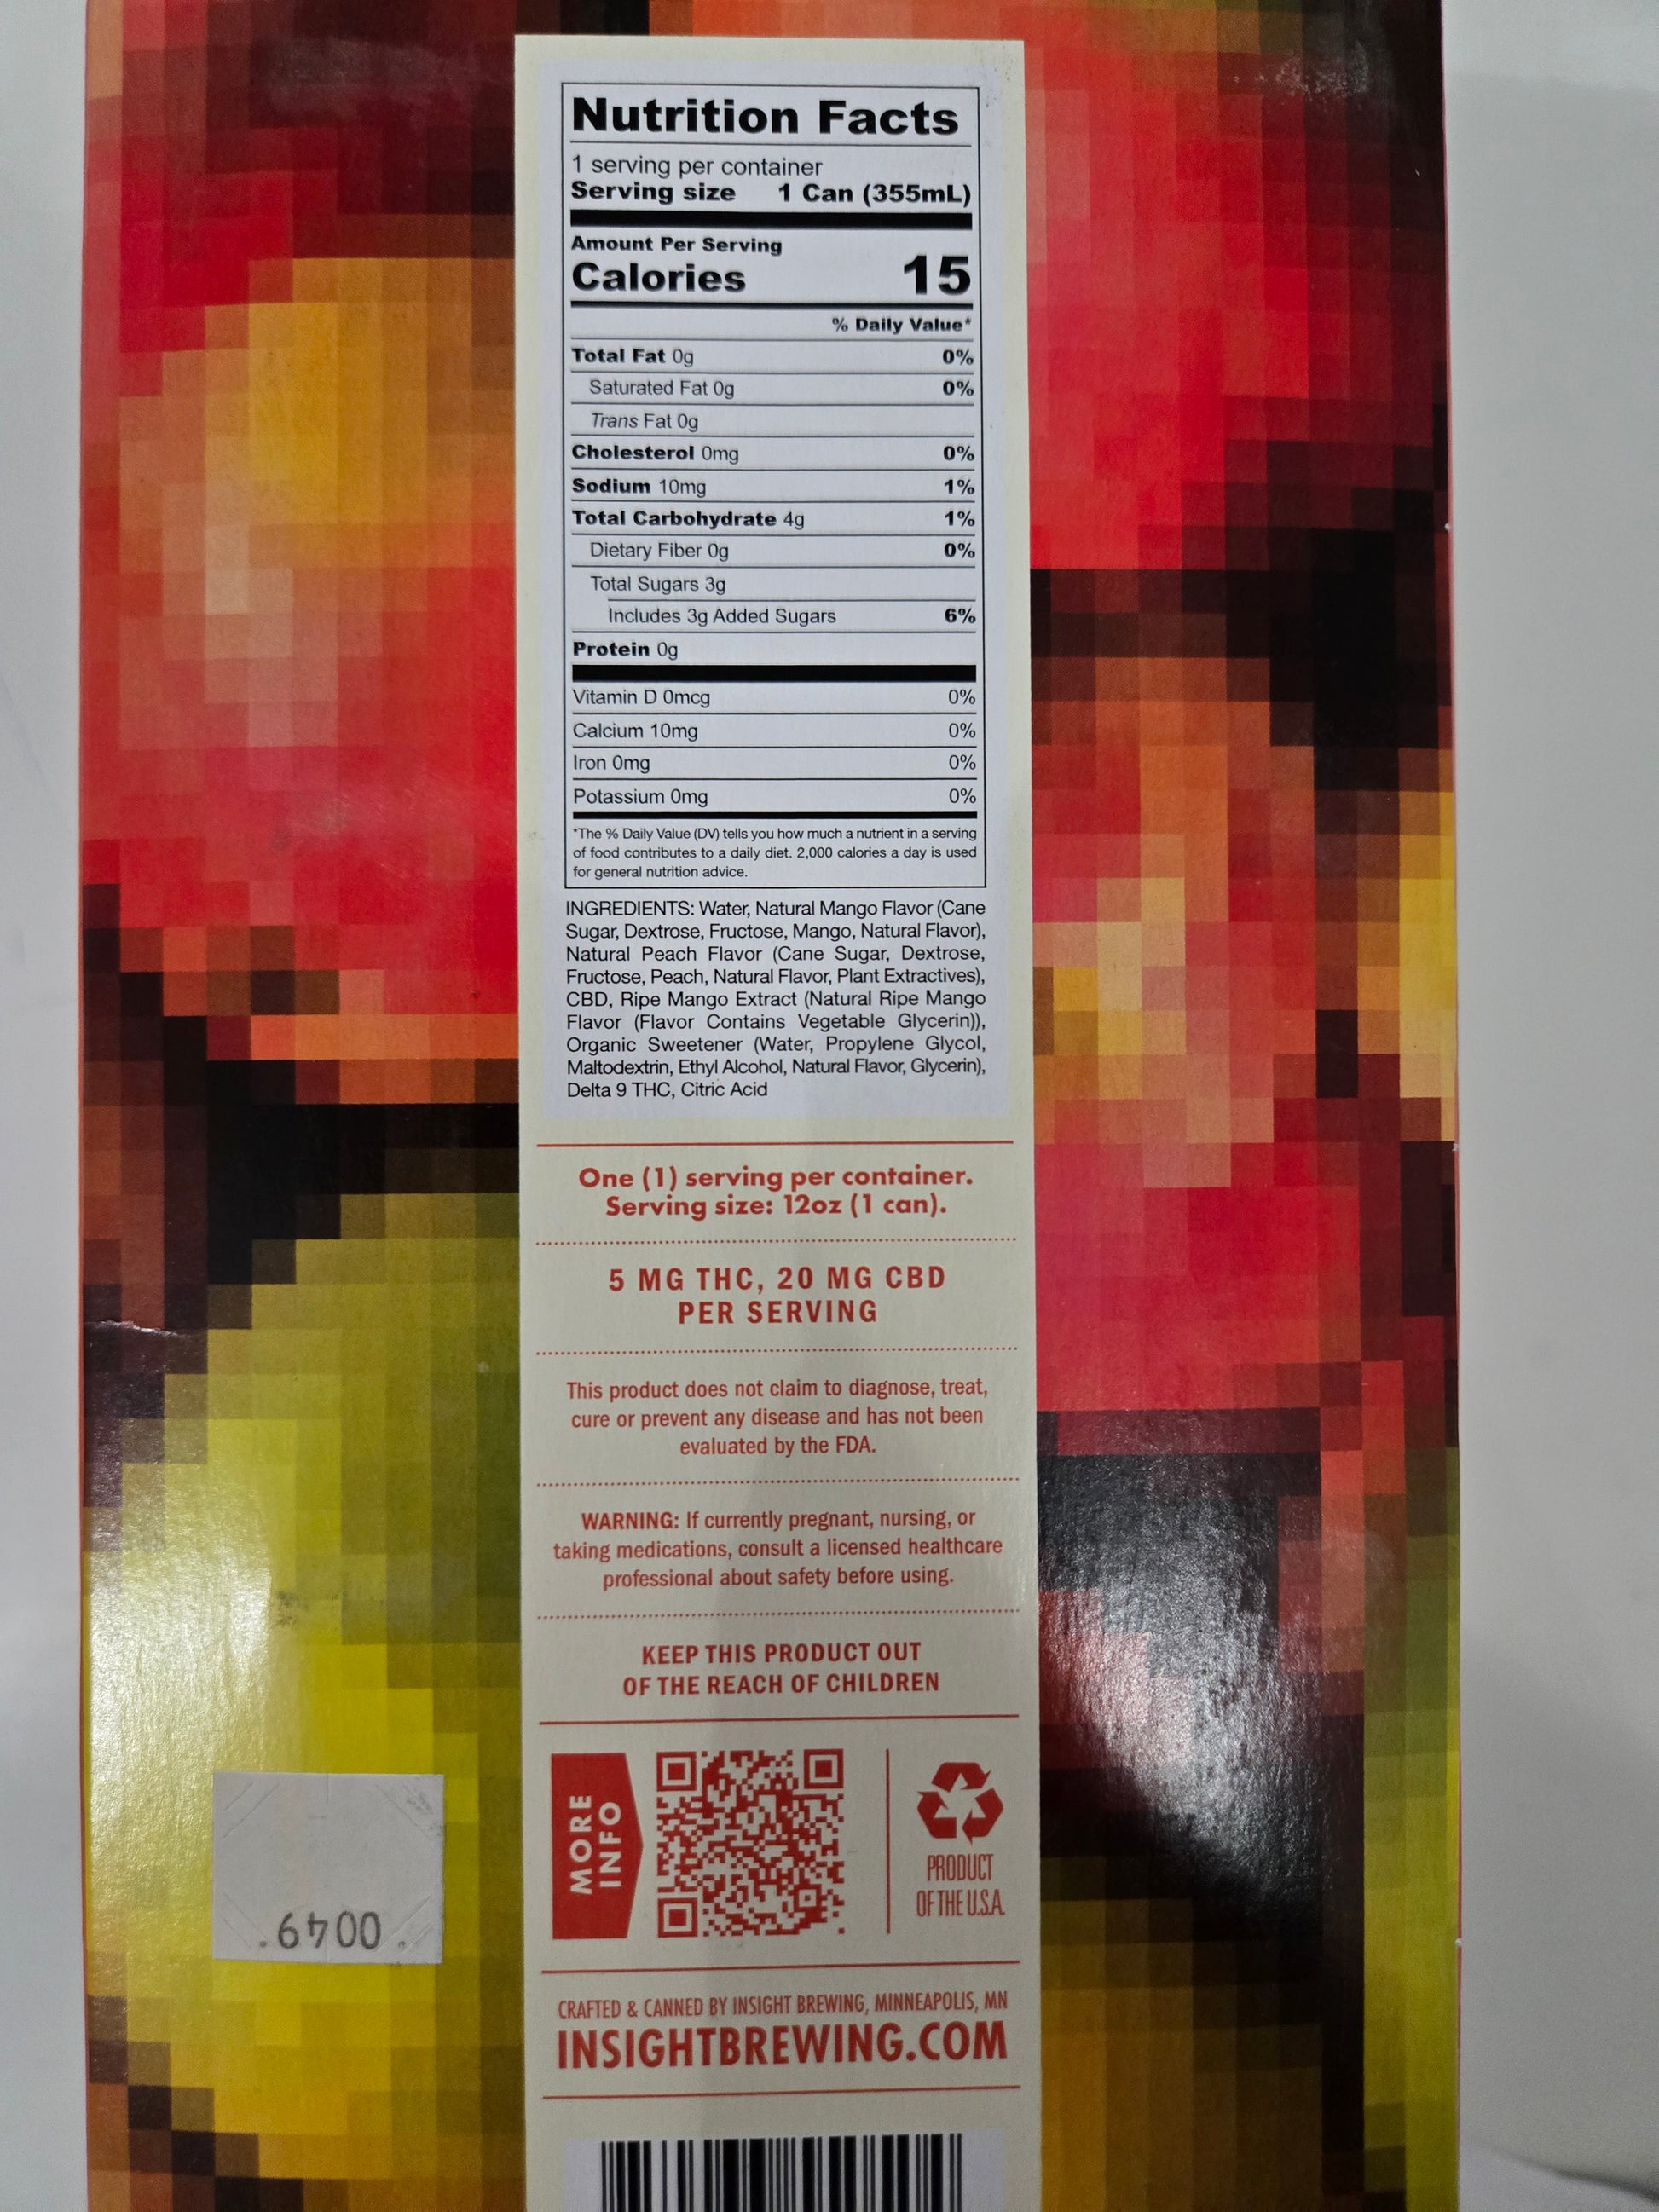 Nutrition Facts
1 serving per container
Serving size 1 Can (355mL)
Amount Per Serving
Calories 15
% Daily Value*
Total Fat 0g 0%
Saturated Fat 0g 0%
Trans Fat 0g
Cholesterol 0mg 0%
Sodium 10mg 1%
Total Carbohydrate 4g 1%
Dietary Fiber 0g 0%
Total Sugars 3g
Includes 3g Added Sugars 6%
Protein 0g
Vitamin D 0mcg 0%
Calcium 10mg 0%
Iron 0mg 0%
Potassium 0mg 0%
*The % Daily Value (DV) tells you how much a nutrient in a serving
of food contributes to a daily diet. 2,000 calories a day is used
for general nutrition advice.
INGREDIENTS: Water, Natural Mango Flavor (Cane
Sugar, Dextrose, Fructose, Mango, Natural Flavor),
Natural Peach Flavor (Cane Sugar, Dextrose,
Fructose, Peach, Natural Flavor, Plant Extractives),
CBD, Ripe Mango Extract (Natural Ripe Mango
Flavor (Flavor Contains Vegetable Glycerin)),
Organic Sweetener (Water, Propylene Glycol,
Maltodextrin, Ethyl Alcohol, Natural Flavor, Glycerin),
Delta 9 THC, Citric Acid
One (1) serving per container.
Serving size: 12oz (1 can).
5 MG THC, 20 MG CBD
PER SERVING
This product does not claim to diagnose, treat,
cure or prevent any disease and has not been
evaluated by the FDA.
WARNING: If currently pregnant, nursing, or
taking medications, consult a licensed healthcare
professional about safety before using.
KEEP THIS PRODUCT OUT
OF THE REACH OF CHILDREN
MORE
INFO
PRODUCT
OF THE U.S.A.
.6400.
CRAFTED & CANNED BY INSIGHT BREWING, MINNEAPOLIS, MN
INSIGHTBREWING.COM